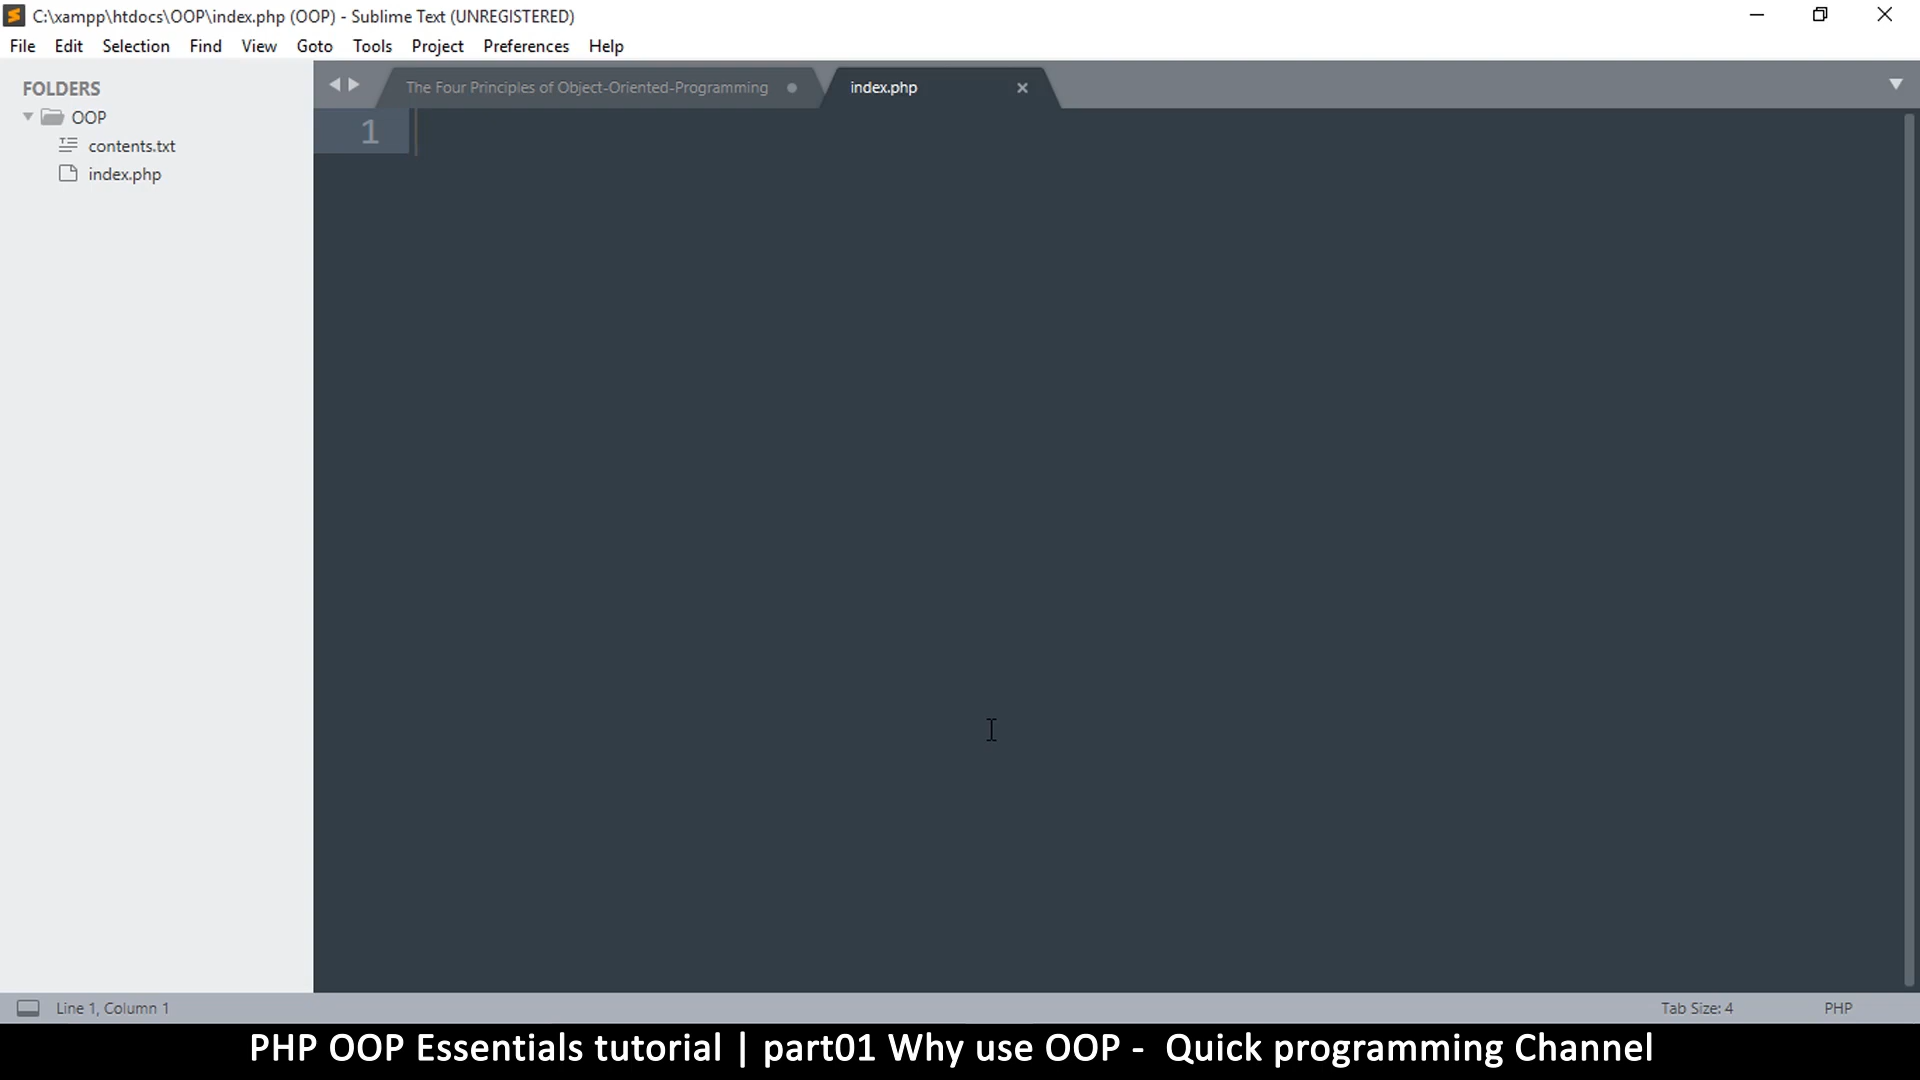 C:\xampp\htdocs\OOP\index.php (OOP) - Sublime Text (UNREGISTERED)
File Edit Selection Find View Goto Tools Project Preferences Help
FOLDERS
OOP
contents.txt
index.php
The Four Principles of Object-Oriented-Programming
index.php
1
Line 1, Column 1
Tab Size: 4
PHP
PHP OOP Essentials tutorial | part01 Why use OOP - Quick programming Channel